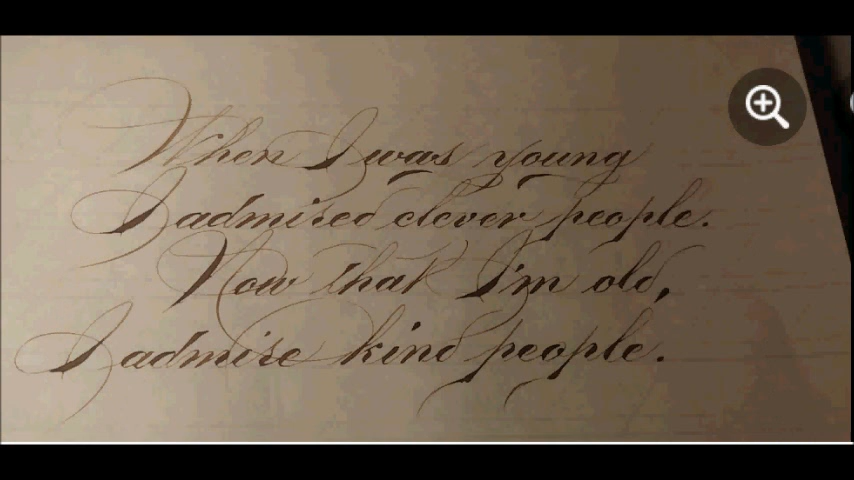 When I was young
I admired clever people.
Now that I'm old,
I admire kind people.